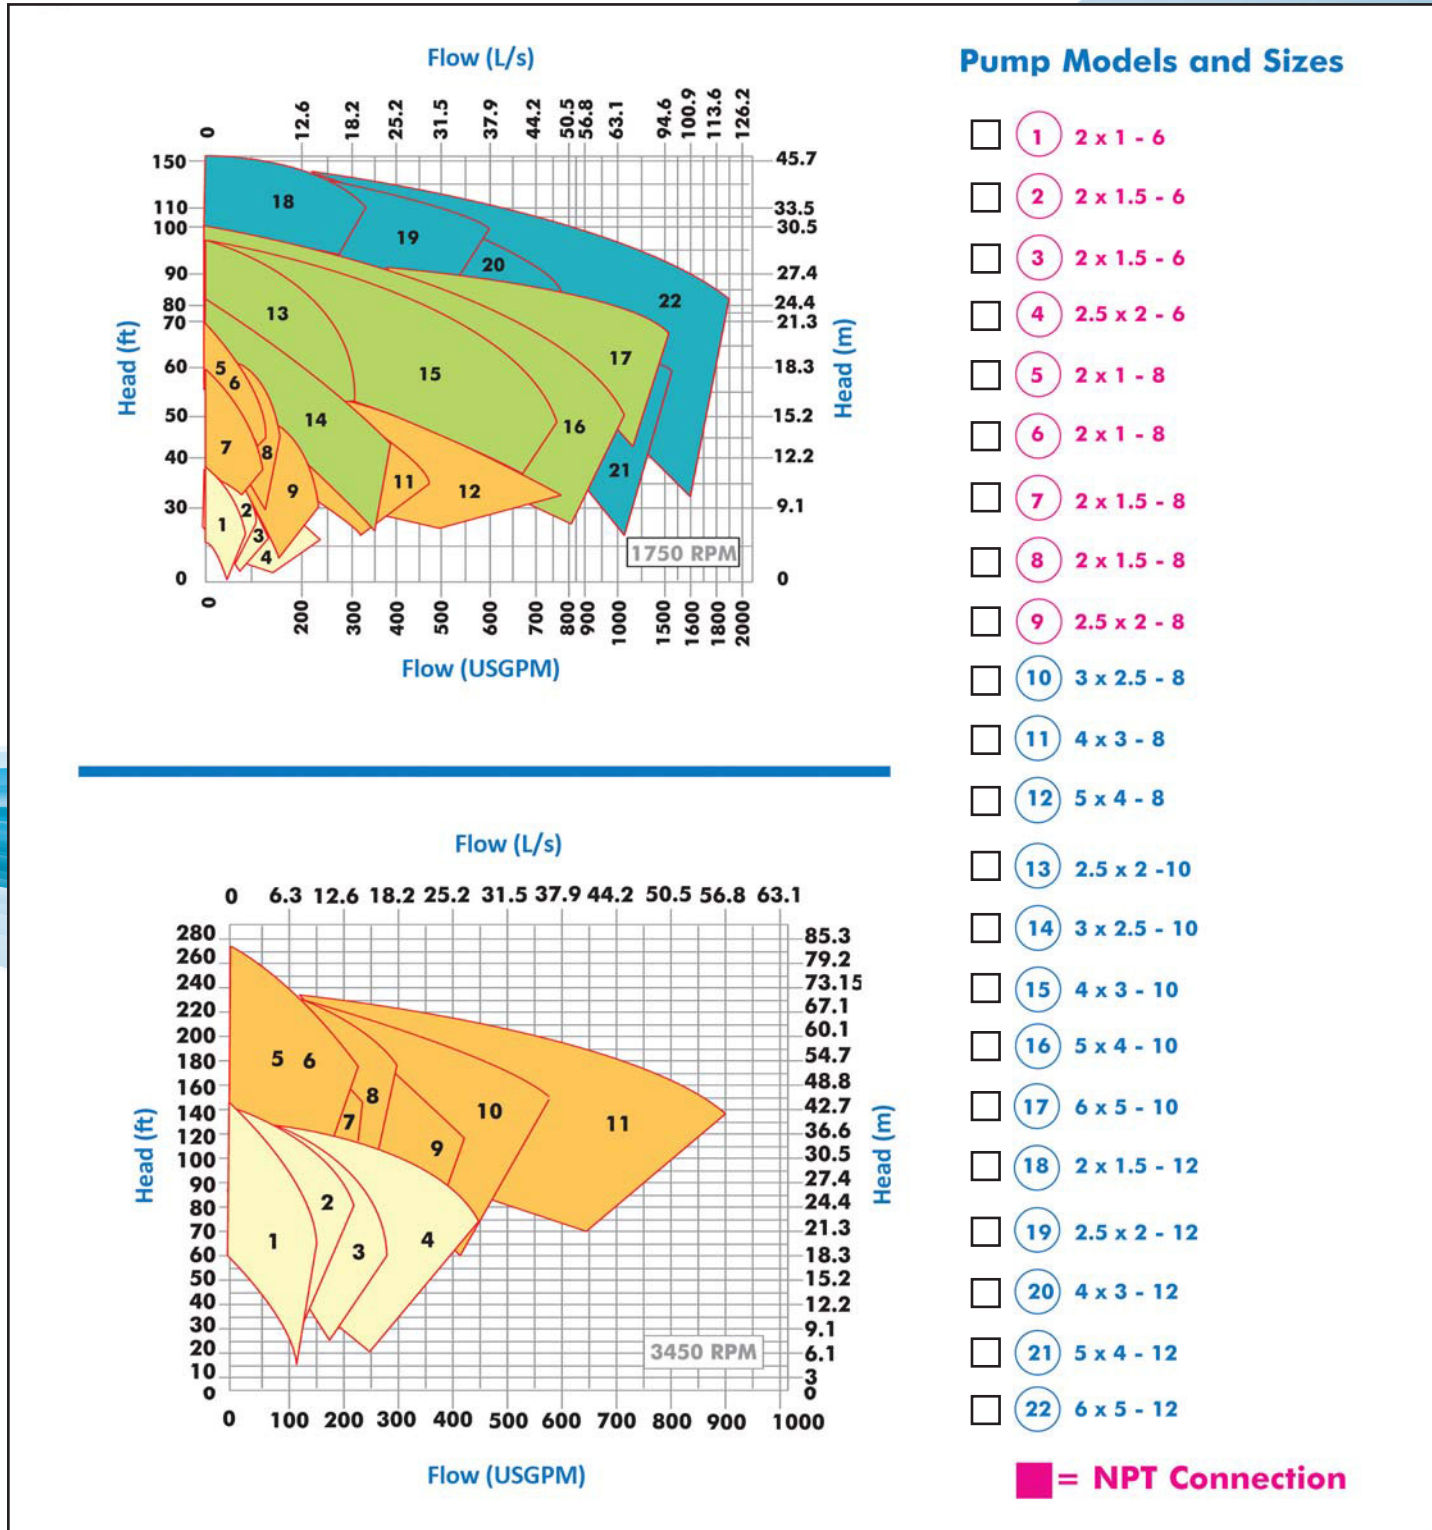 Flow (L/s)
0 12.6 18.2 25.2 31.5 37.9 44.2 50.5 56.8 63.1 94.6 100.9 113.6 126.2
150
110
100
90
80
70
60
50
40
30
0
Head (ft)
45.7
33.5
30.5
27.4
24.4
21.3
18.3
15.2
12.2
9.1
0
Head (m)
18
19
20
22
13
17
15
5
6
14
16
7
8
21
11
12
9
1
2
3
4
1750 RPM
0 200 300 400 500 600 700 800 900 1000 1500 1600 1800 2000
Flow (USGPM)
Flow (L/s)
0 6.3 12.6 18.2 25.2 31.5 37.9 44.2 50.5 56.8 63.1
280
260
240
220
200
180
160
140
120
100
90
80
70
60
50
40
30
20
10
0
Head (ft)
85.3
79.2
73.15
67.1
60.1
54.7
48.8
42.7
36.6
30.5
27.4
24.4
21.3
18.3
15.2
12.2
9.1
6.1
3
0
Head (m)
5 6
8
10
7
11
9
2
1
3
4
3450 RPM
0 100 200 300 400 500 600 700 800 900 1000
Flow (USGPM)
Pump Models and Sizes
1 2 x 1 - 6
2 2 x 1.5 - 6
3 2 x 1.5 - 6
4 2.5 x 2 - 6
5 2 x 1 - 8
6 2 x 1 - 8
7 2 x 1.5 - 8
8 2 x 1.5 - 8
9 2.5 x 2 - 8
10 3 x 2.5 - 8
11 4 x 3 - 8
12 5 x 4 - 8
13 2.5 x 2 -10
14 3 x 2.5 - 10
15 4 x 3 - 10
16 5 x 4 - 10
17 6 x 5 - 10
18 2 x 1.5 - 12
19 2.5 x 2 - 12
20 4 x 3 - 12
21 5 x 4 - 12
22 6 x 5 - 12
= NPT Connection